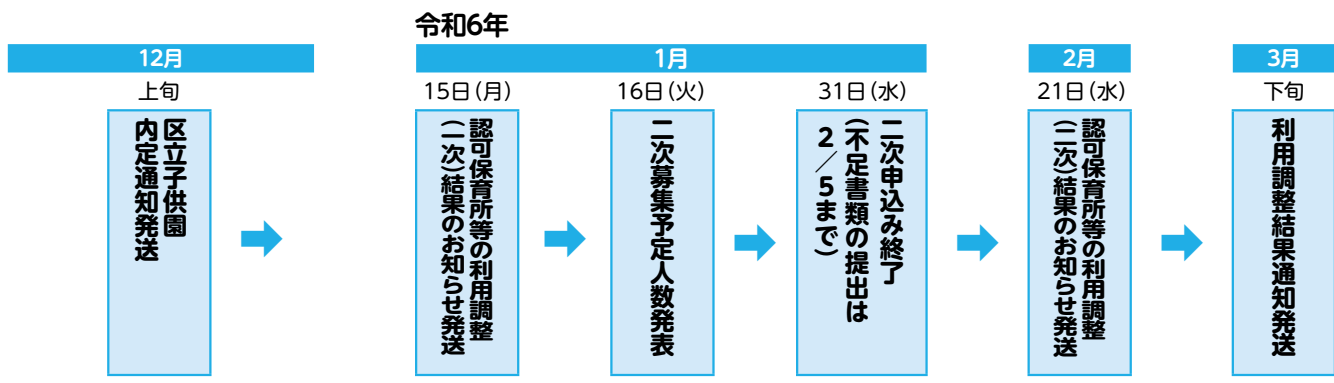 令和6年
12月
上旬
区立子供園
内定通知発送
1月
15日(月)
認可保育所等の利用調整
(一次)結果のお知らせ発送
16日(火)
二次募集予定人数発表
31日(水)
二次申込み終了
(不足書類の提出は
2/5まで)
2月
21日(水)
認可保育所等の利用調整
(二次)結果のお知らせ発送
3月
下旬
利用調整結果通知発送